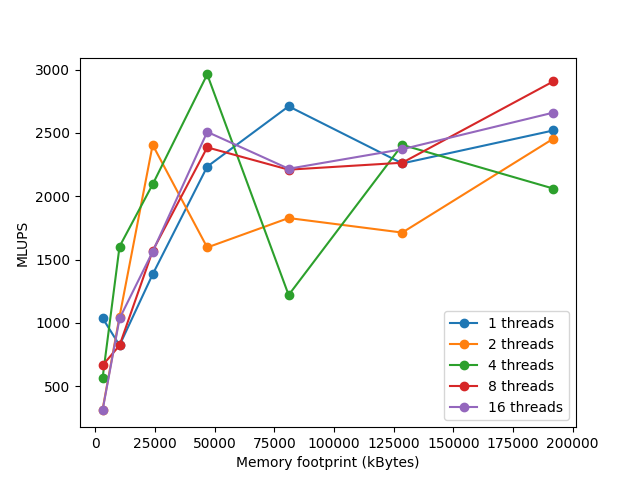 3000
2500
2000
1500
1000
500
MLUPS
0
25000
50000
75000
100000
125000
150000
175000
200000
Memory footprint (kBytes)
1 threads
2 threads
4 threads
8 threads
16 threads